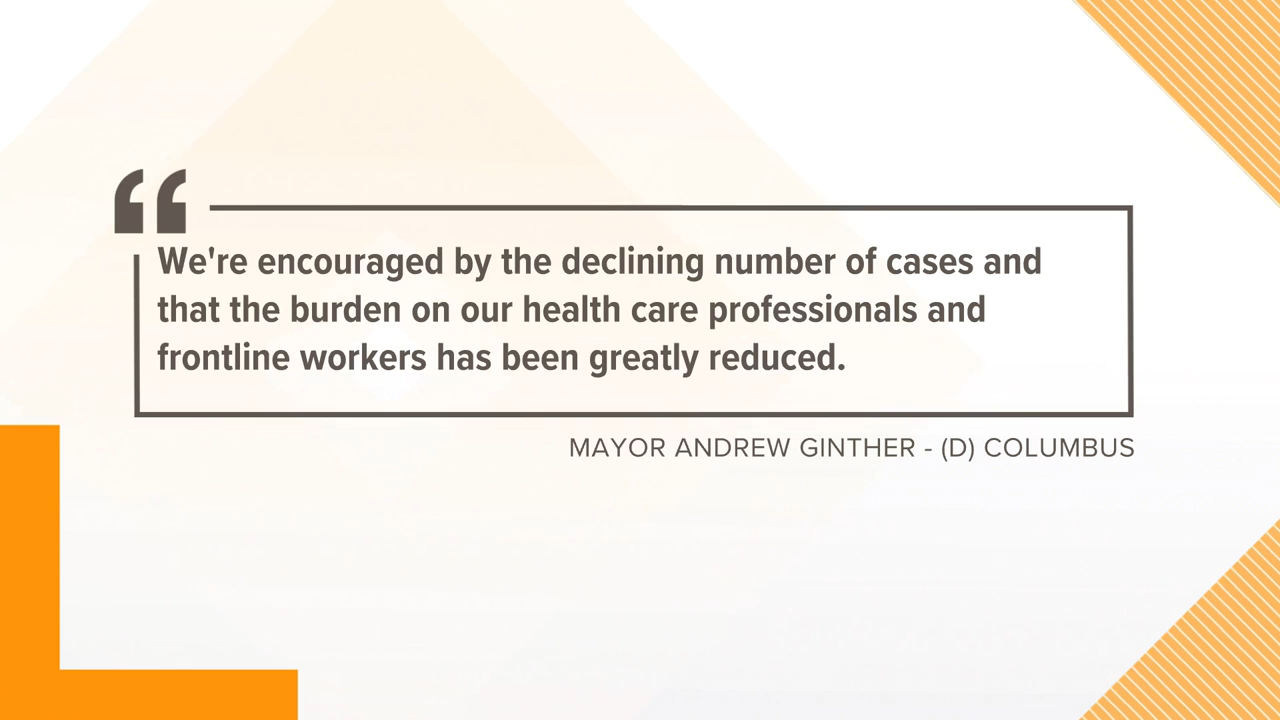 “
We're encouraged by the declining number of cases and
that the burden on our health care professionals and
frontline workers has been greatly reduced.
MAYOR ANDREW GINTHER - (D) COLUMBUS